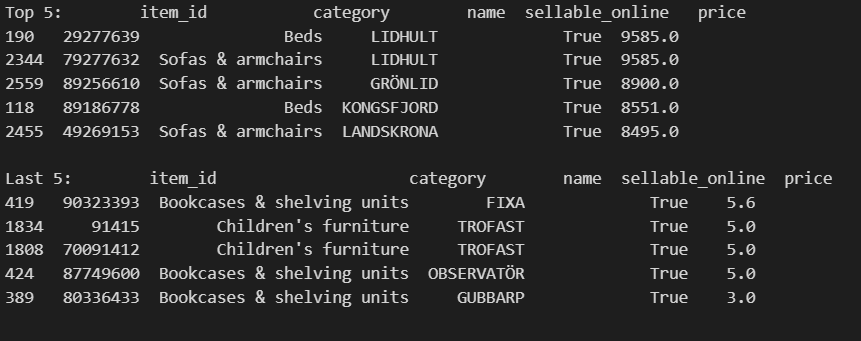 Top 5:        item_id              category        name  sellable_online   price
190   29277639               Beds     LIDHULT             True  9585.0
2344  79277632  Sofas & armchairs     LIDHULT             True  9585.0
2559  89256610  Sofas & armchairs     GRÖNLID             True  8900.0
118   89186778               Beds  KONGSFJORD             True  8551.0
2455  49269153  Sofas & armchairs  LANDSKRONA             True  8495.0
Last 5:        item_id                    category        name  sellable_online  price
419   90323393  Bookcases & shelving units        FIXA             True    5.6
1834     91415        Children's furniture     TROFAST             True    5.0
1808  70091412        Children's furniture     TROFAST             True    5.0
424   87749600  Bookcases & shelving units  OBSERVATÖR             True    5.0
389   80336433  Bookcases & shelving units     GUBBARP             True    3.0